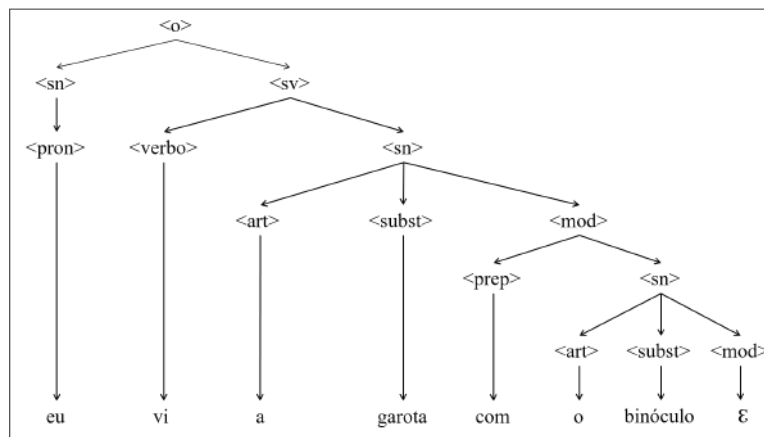 <o>
<sn> <sv>
<pron> <verbo> <sn>
<art> <subst> <mod>
<prep> <sn>
<art> <subst> <mod>
eu vi a garota com o binóculo ε